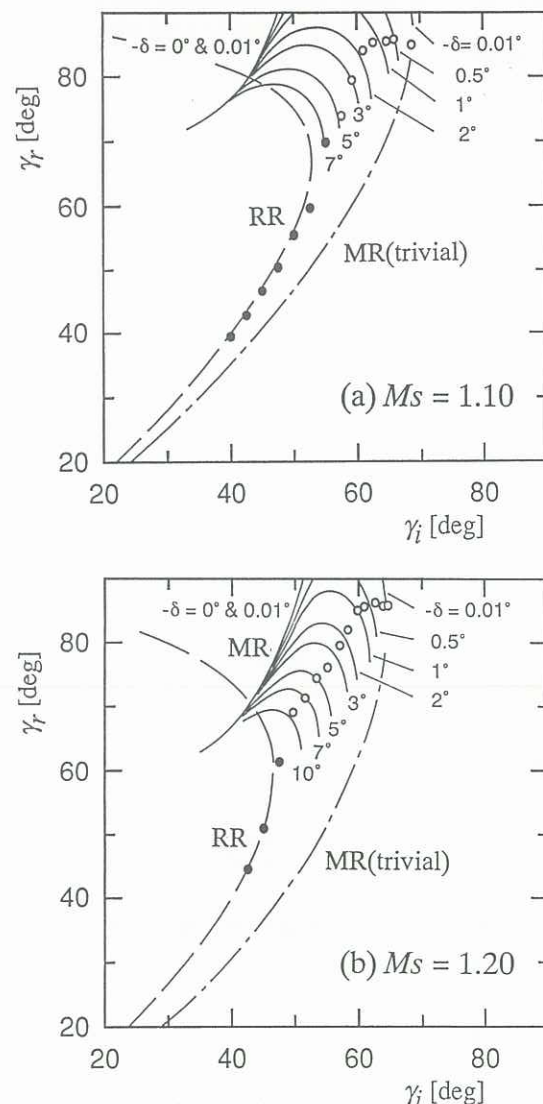 -δ = 0° & 0.01°
-δ= 0.01°
0.5°
1°
2°
3°
5°
7°
80
60
40
20
γr [deg]
RR
MR(trivial)
(a) Ms = 1.10
20 40 60 80
γi [deg]
-δ = 0° & 0.01°
-δ= 0.01°
MR
0.5°
1°
2°
3°
5°
7°
10°
80
60
40
20
γr [deg]
RR
MR(trivial)
(b) Ms = 1.20
20 40 60 80
γi [deg]